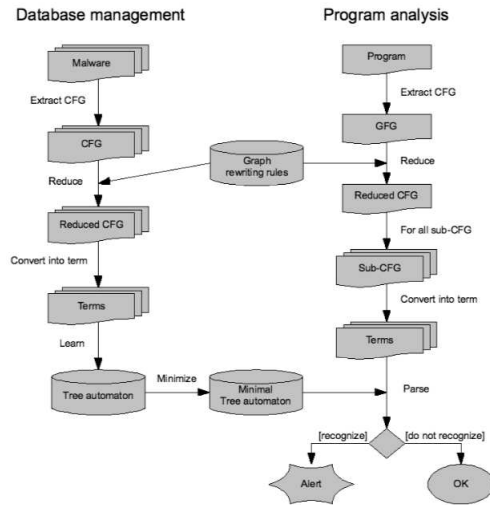 Database management
Program analysis
Malware
Program
Extract CFG
Extract CFG
CFG
GFG
Graph
rewriting rules
Reduce
Reduce
Reduced CFG
Reduced CFG
For all sub-CFG
Convert into term
Sub-CFG
Convert into term
Terms
Terms
Learn
Minimize
Parse
Tree automaton
Minimal
Tree automaton
[recognize]
[do not recognize]
Alert
OK